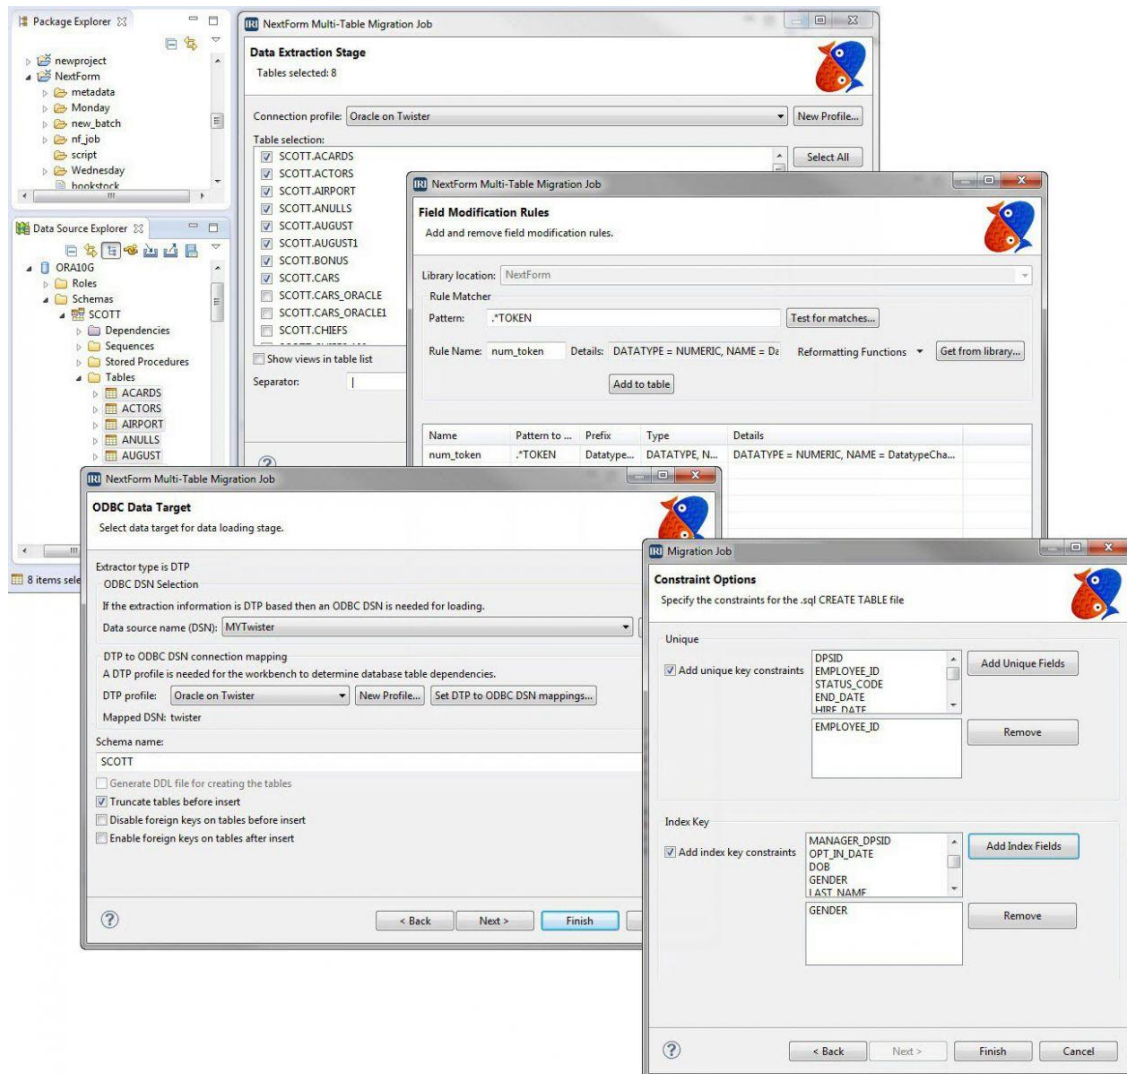 Package Explorer
newproject
NextForm
metadata
Monday
new_batch
nf_job
script
Wednesday
bookstock
Data Source Explorer
ORA10G
Roles
Schemas
SCOTT
Dependencies
Sequences
Stored Procedures
Tables
ACARDS
ACTORS
AIRPORT
ANULLS
AUGUST
8 items sele
IRI NextForm Multi-Table Migration Job
Data Extraction Stage
Tables selected: 8
Connection profile: Oracle on Twister New Profile...
Table selection:
SCOTT.ACARDS Select All
SCOTT.ACTORS
SCOTT.AIRPORT
SCOTT.ANULLS
SCOTT.AUGUST
SCOTT.AUGUST1
SCOTT.BONUS
SCOTT.CARS
SCOTT.CARS_ORACLE
SCOTT.CARS_ORACLE1
SCOTT.CHIEFS
Show views in table list
Separator: |
IRI NextForm Multi-Table Migration Job
Field Modification Rules
Add and remove field modification rules.
Library location: NextForm
Rule Matcher
Pattern: .*TOKEN Test for matches...
Rule Name: num_token Details: DATATYPE = NUMERIC, NAME = Da Reformatting Functions Get from library...
Add to table
Name Pattern to ... Prefix Type Details
num_token .*TOKEN Datatype... DATATYPE, N... DATATYPE = NUMERIC, NAME = DatatypeCha...
IRI NextForm Multi-Table Migration Job
ODBC Data Target
Select data target for data loading stage.
Extractor type is DTP
ODBC DSN Selection
If the extraction information is DTP based then an ODBC DSN is needed for loading.
Data source name (DSN): MYTwister
DTP to ODBC DSN connection mapping
A DTP profile is needed for the workbench to determine database table dependencies.
DTP profile: Oracle on Twister New Profile... Set DTP to ODBC DSN mappings...
Mapped DSN: twister
Schema name:
SCOTT
Generate DDL file for creating the tables
Truncate tables before insert
Disable foreign keys on tables before insert
Enable foreign keys on tables after insert
? < Back Next > Finish
IRI Migration Job
Constraint Options
Specify the constraints for the .sql CREATE TABLE file
Unique
Add unique key constraints
DPSID
EMPLOYEE_ID
STATUS_CODE
END_DATE
HIRE_DATE
Add Unique Fields
EMPLOYEE_ID
Remove
Index Key
Add index key constraints
MANAGER_DPSID
OPT_IN_DATE
DOB
GENDER
LAST_NAME
Add Index Fields
GENDER
Remove
? < Back Next > Finish Cancel